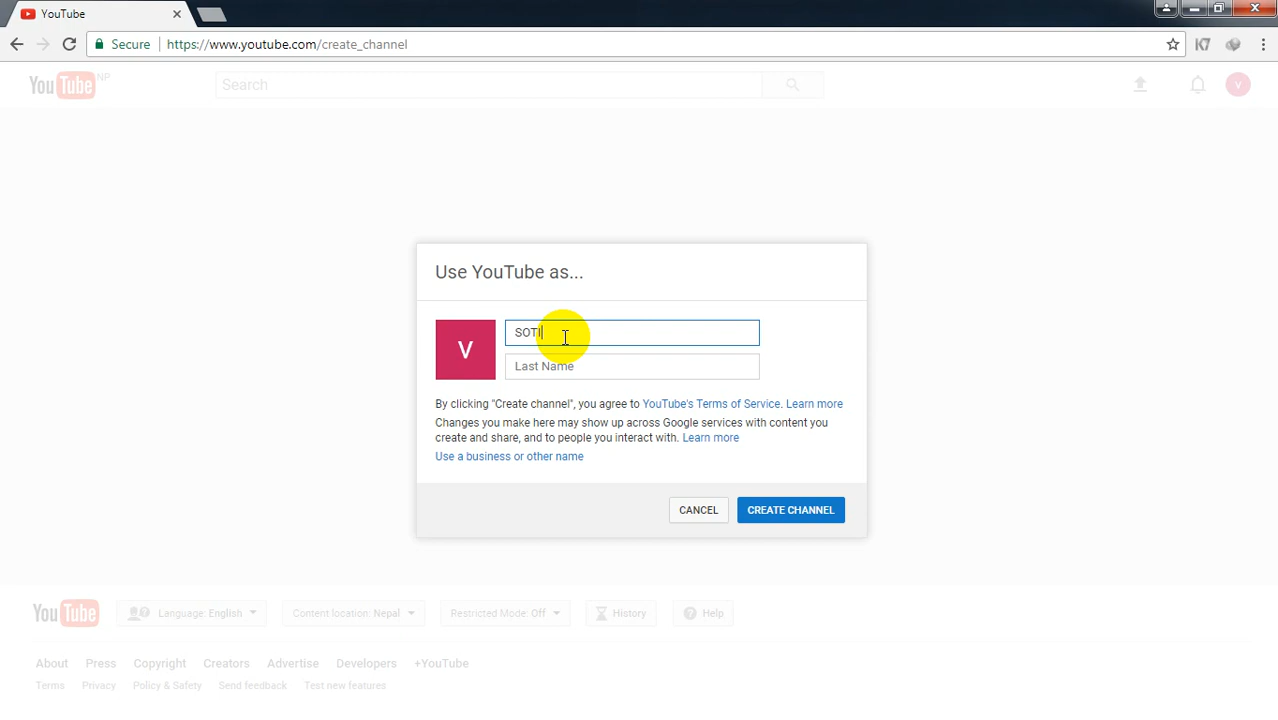 YouTube
Secure https://www.youtube.com/create_channel K7
YouTube NP Search V
Use YouTube as...
V SOTI
Last Name
By clicking "Create channel", you agree to YouTube's Terms of Service. Learn more
Changes you make here may show up across Google services with content you
create and share, and to people you interact with. Learn more
Use a business or other name
CANCEL CREATE CHANNEL
YouTube Language: English Content location: Nepal Restricted Mode: Off History Help
About Press Copyright Creators Advertise Developers +YouTube
Terms Privacy Policy & Safety Send feedback Test new features